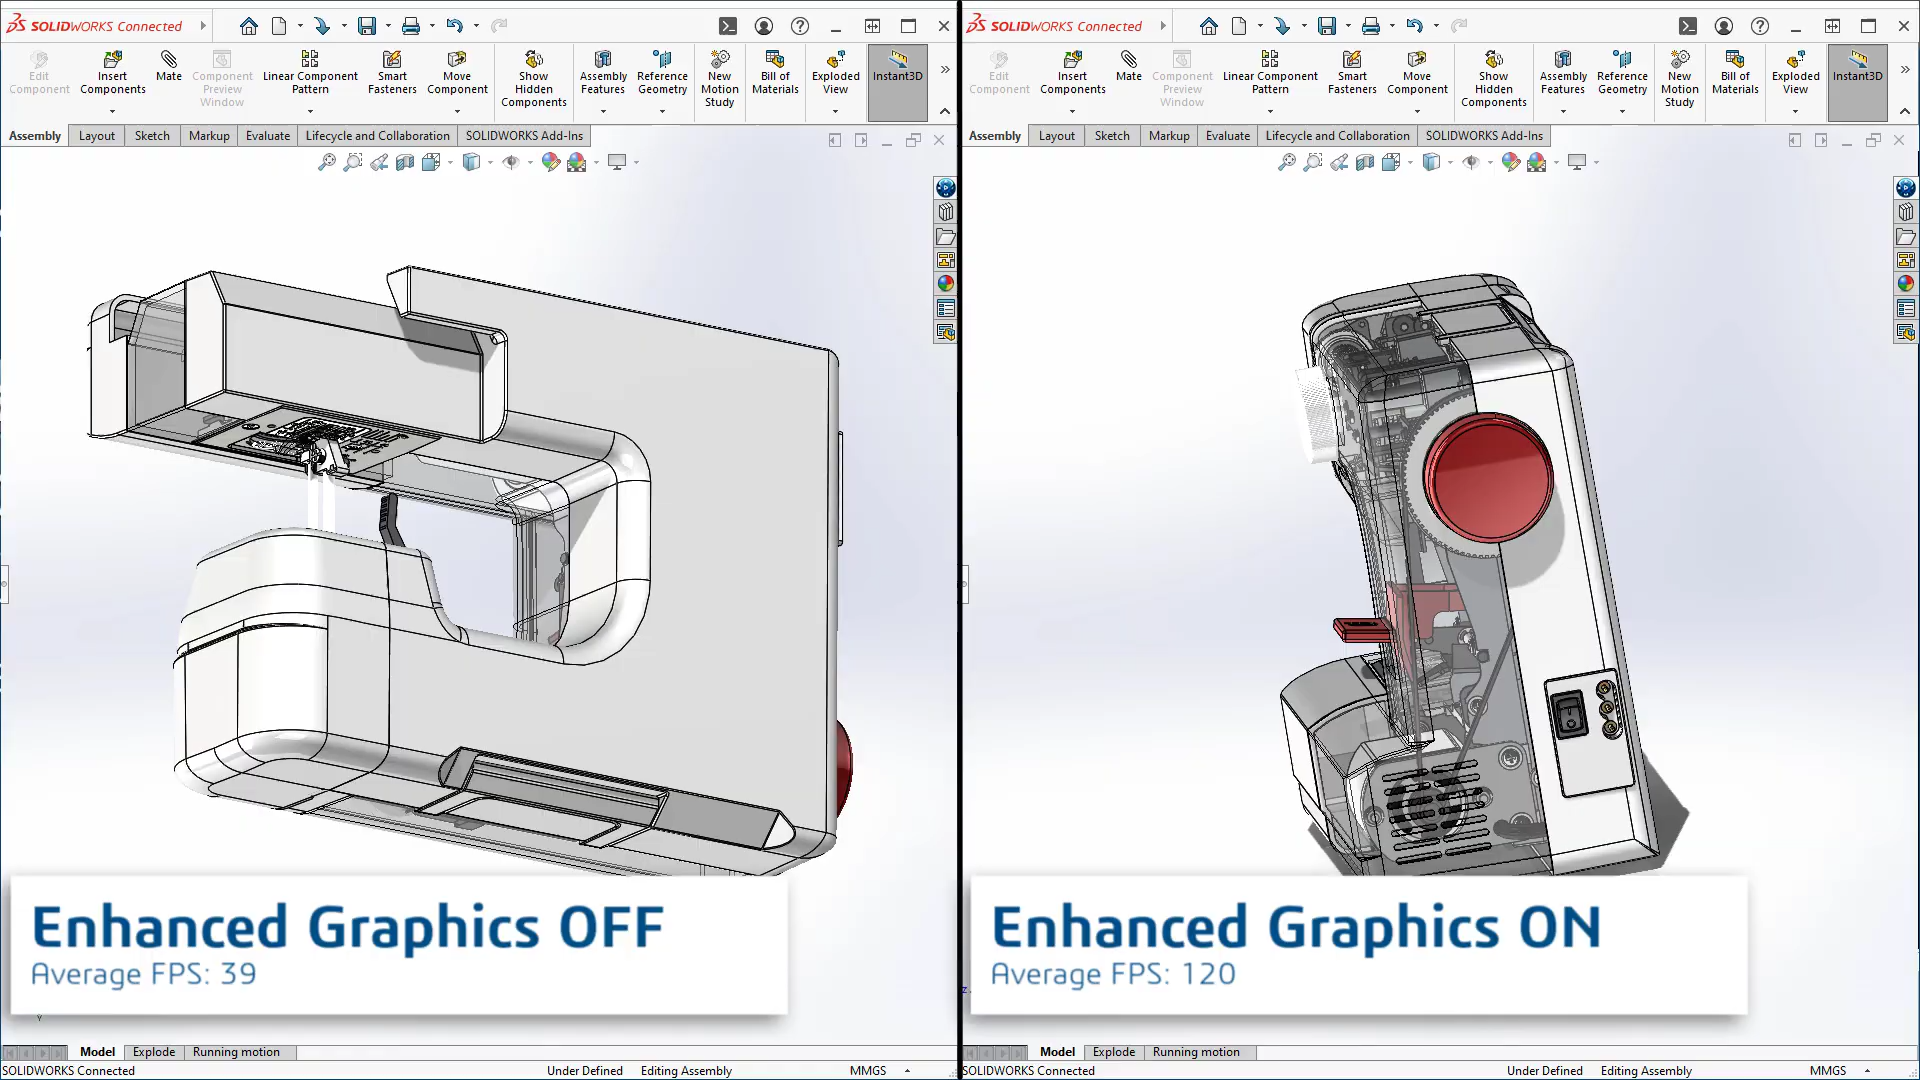 SOLIDWORKS Connected
Edit Component
Insert Components
Mate
Component Preview Window
Linear Component Pattern
Smart Fasteners
Move Component
Show Hidden Components
Assembly Features
Reference Geometry
New Motion Study
Bill of Materials
Exploded View
Instant3D
Assembly
Layout
Sketch
Markup
Evaluate
Lifecycle and Collaboration
SOLIDWORKS Add-Ins
Enhanced Graphics OFF
Average FPS: 39
Y
Model
Explode
Running motion
SOLIDWORKS Connected
Under Defined
Editing Assembly
MMGS
SOLIDWORKS Connected
Edit Component
Insert Components
Mate
Component Preview Window
Linear Component Pattern
Smart Fasteners
Move Component
Show Hidden Components
Assembly Features
Reference Geometry
New Motion Study
Bill of Materials
Exploded View
Instant3D
Assembly
Layout
Sketch
Markup
Evaluate
Lifecycle and Collaboration
SOLIDWORKS Add-Ins
Enhanced Graphics ON
Average FPS: 120
Z
Model
Explode
Running motion
SOLIDWORKS Connected
Under Defined
Editing Assembly
MMGS